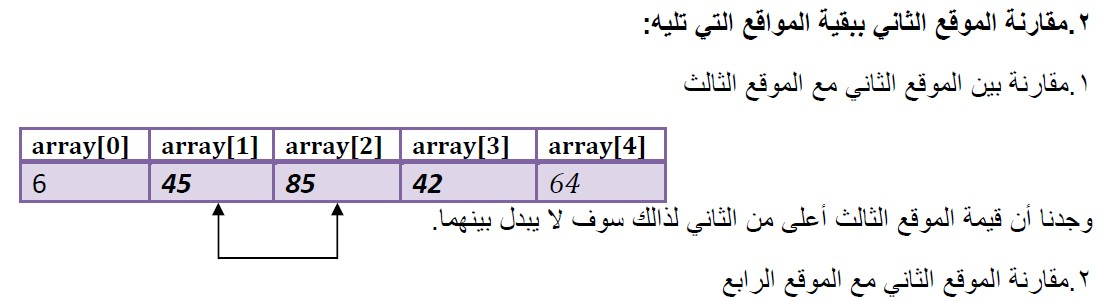 ٢.مقارنة الموقع الثاني ببقية المواقع التي تليه:
١.مقارنة بين الموقع الثاني مع الموقع الثالث
array[0] array[1] array[2] array[3] array[4]
6 45 85 42 64
وجدنا أن قيمة الموقع الثالث أعلى من الثاني لذالك سوف لا يبدل بينهما.
٢.مقارنة الموقع الثاني مع الموقع الرابع